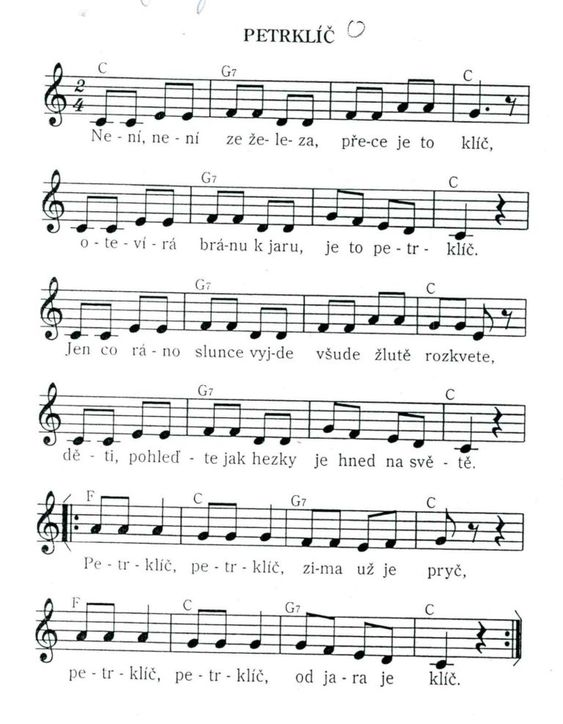 PETRKLÍČ
C G7 C
2
4
Ne - ní, ne - ní ze že - le - za, pře-ce je to klíč,
G7 C
o - te - ví - rá brá-nu k jaru, je to pe - tr - klíč.
G7 C
Jen co rá - no slunce vyj-de všude žlutě rozkvete,
G7 C
dě - ti, pohleď - te jak hezky je hned na svě - tě.
F C G7 C
Pe - tr - klíč, pe - tr - klíč, zi-ma už je pryč,
F C G7 C
pe - tr - klíč, pe - tr - klíč, od ja - ra je klíč.